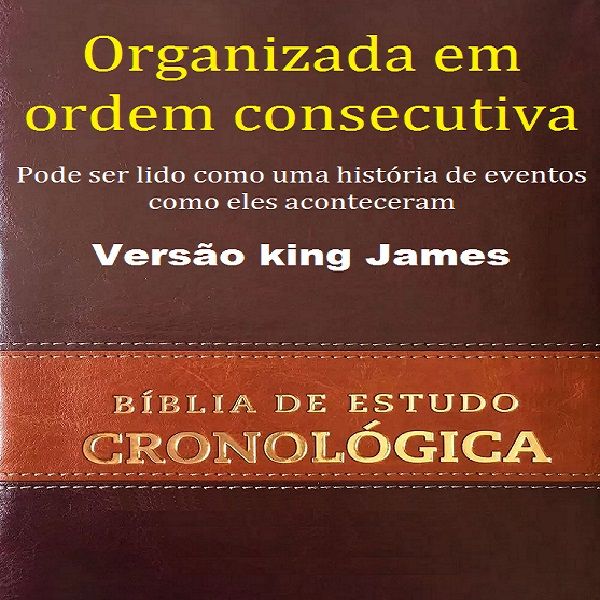 Organizada em
ordem consecutiva
Pode ser lido como uma história de eventos
como eles aconteceram
Versão king James
BÍBLIA DE ESTUDO
CRONOLÓGICA